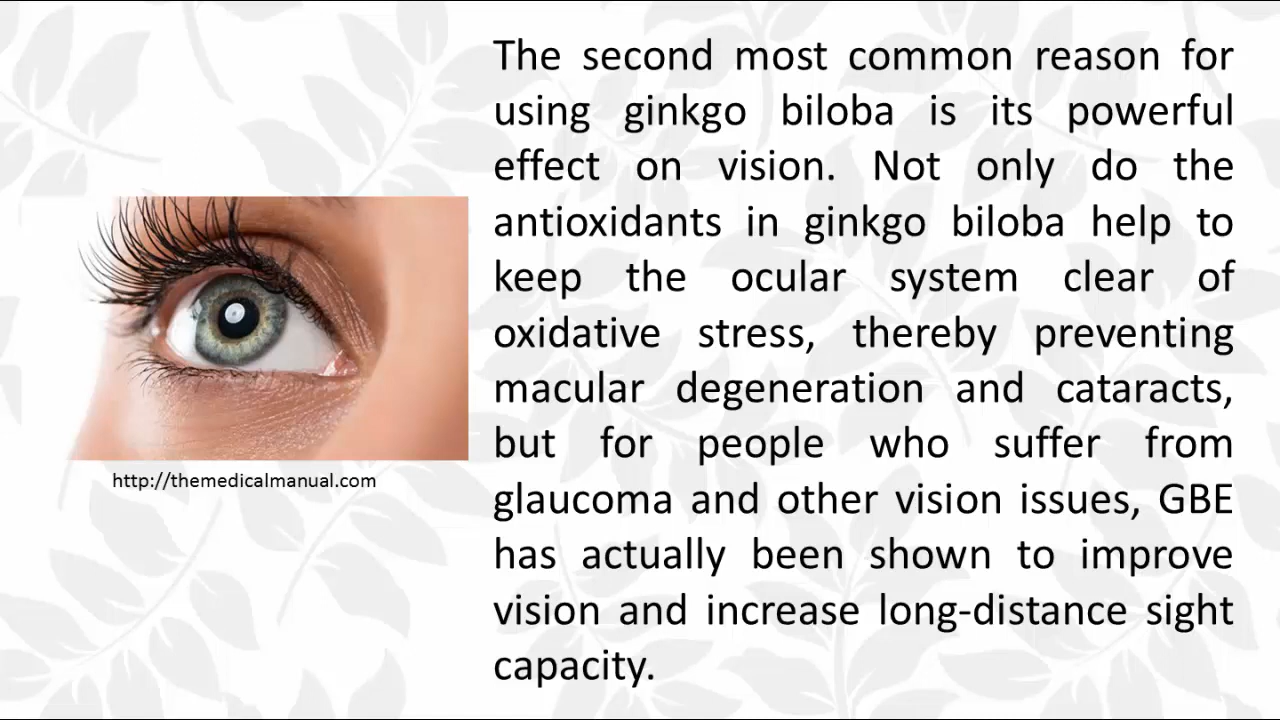 The second most common reason for
using ginkgo biloba is its powerful
effect on vision. Not only do the
antioxidants in ginkgo biloba help to
keep the ocular system clear of
oxidative stress, thereby preventing
macular degeneration and cataracts,
but for people who suffer from
glaucoma and other vision issues, GBE
has actually been shown to improve
vision and increase long-distance sight
capacity.
http://themedicalmanual.com